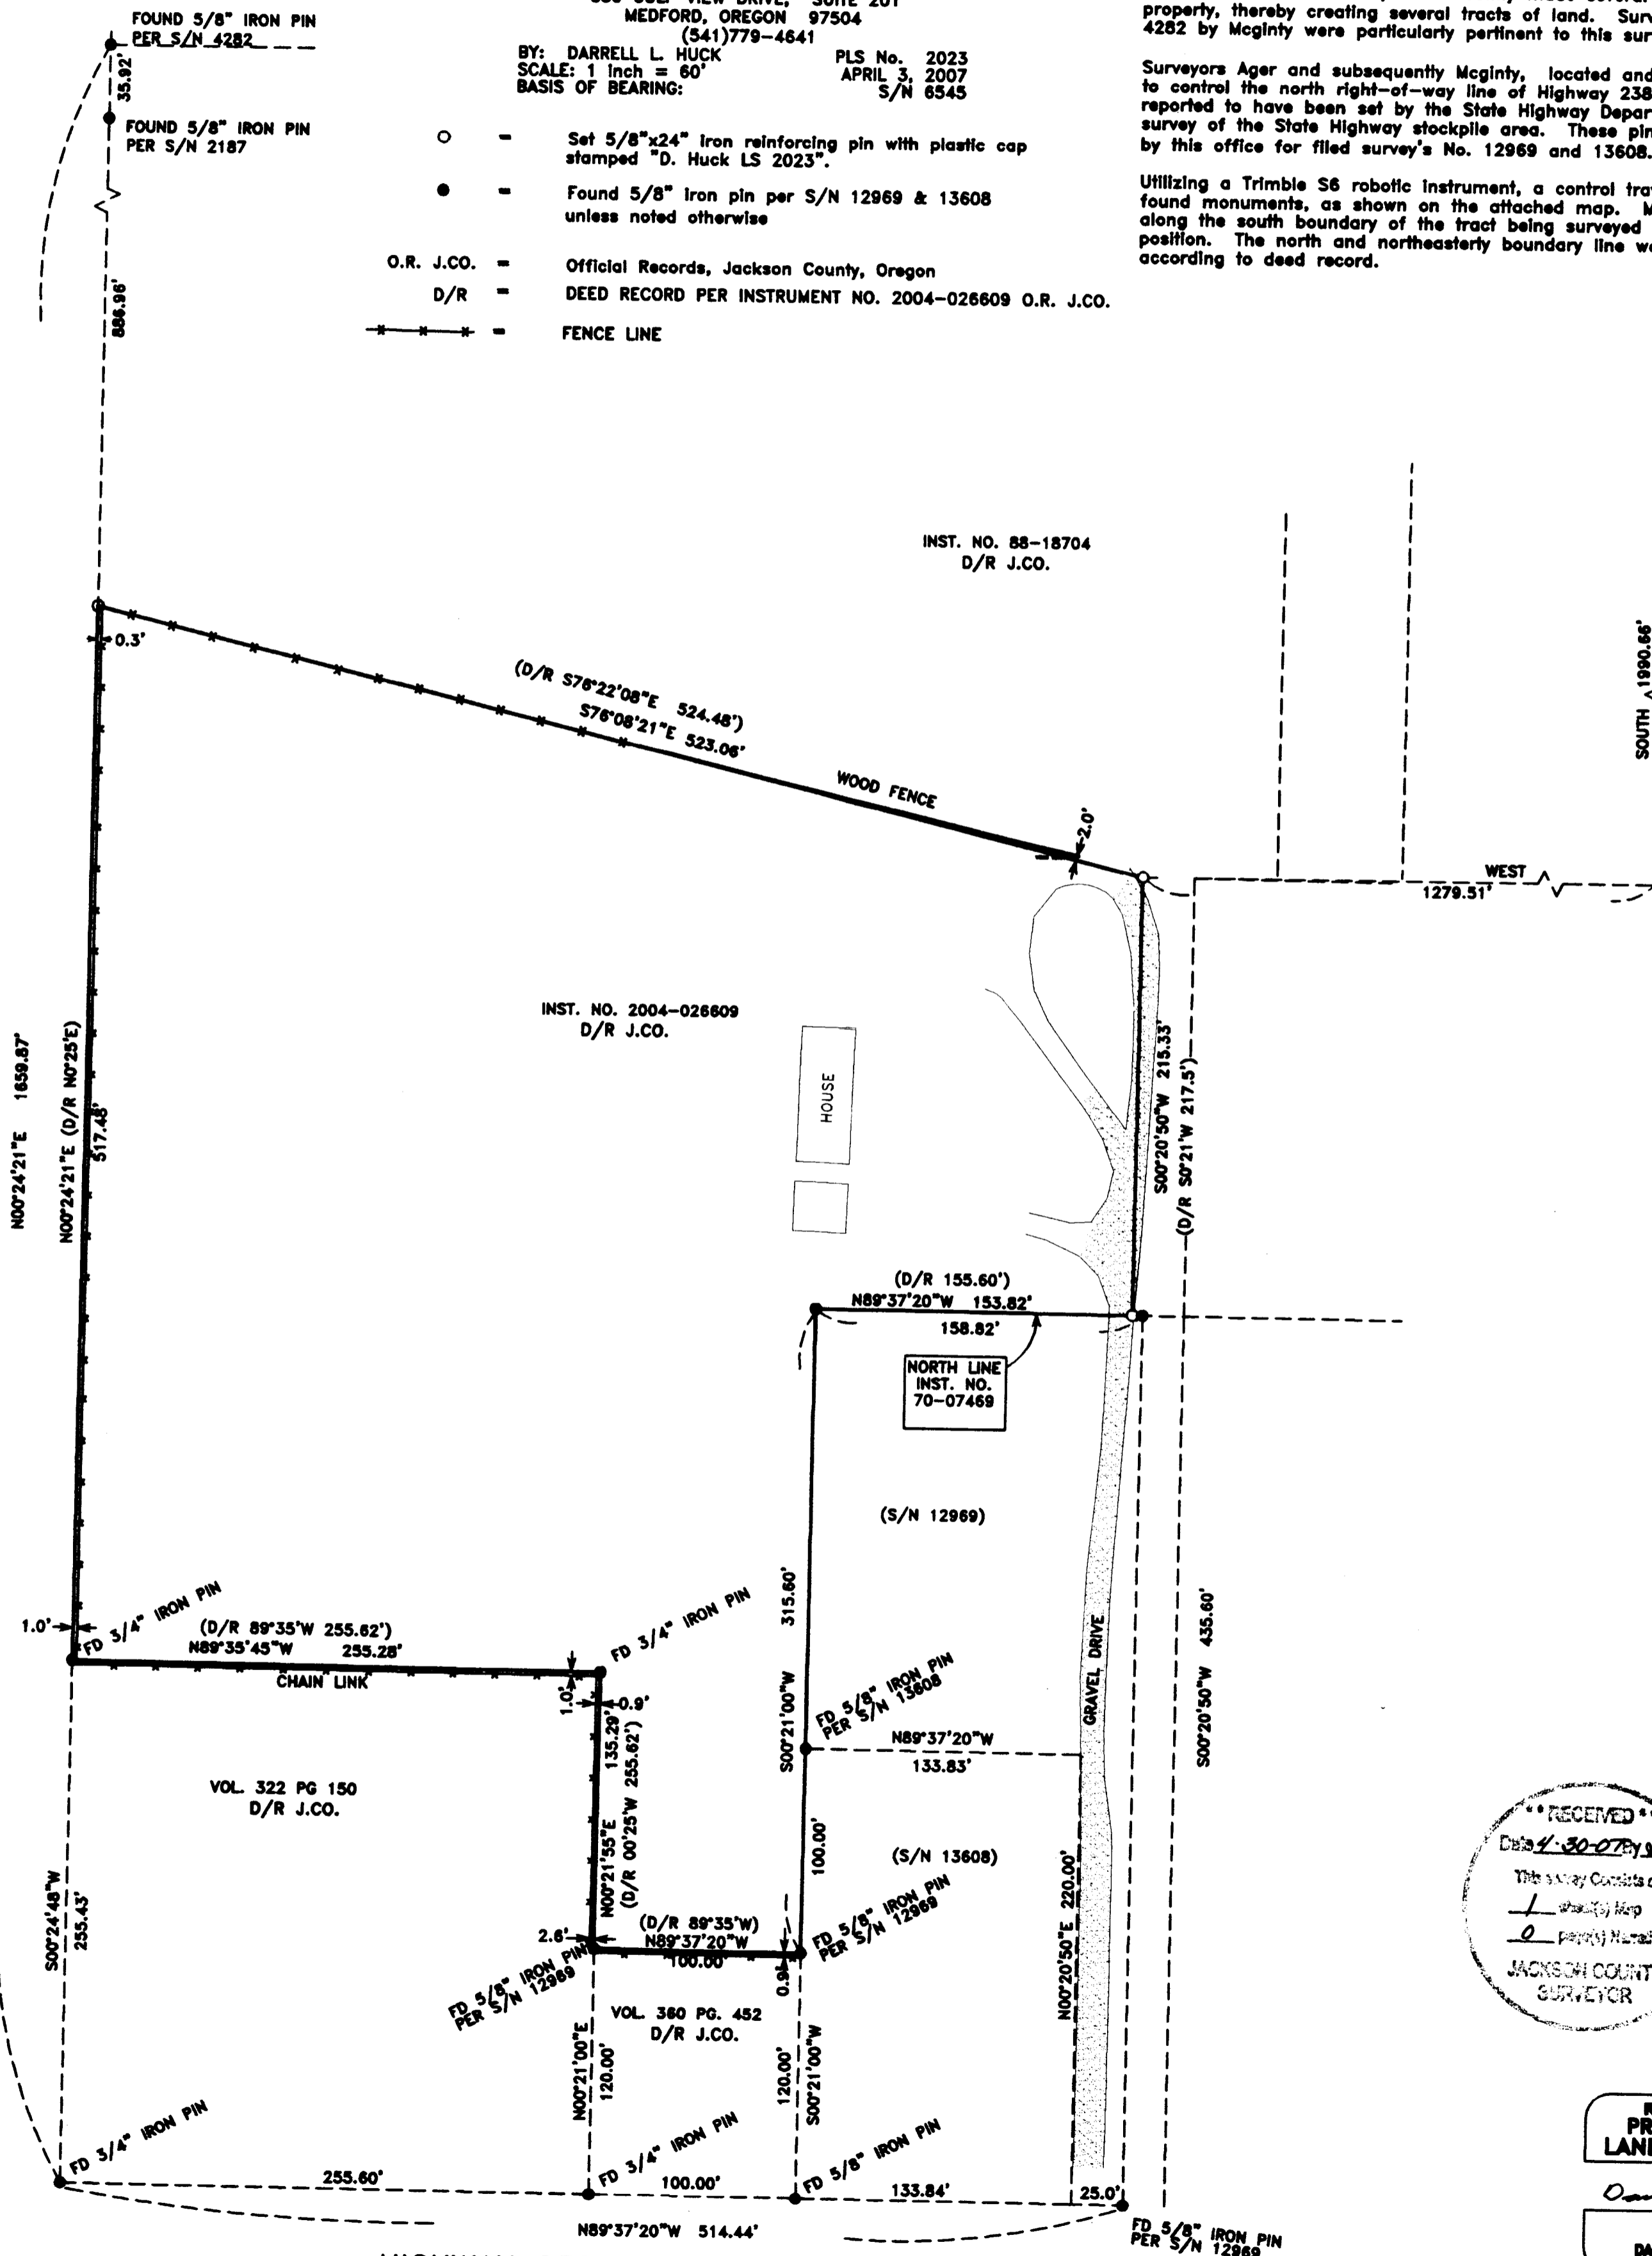 MEDFORD, OREGON 97504
(541)779-4641
BY: DARRELL L. HUCK PLS No. 2023
SCALE: 1 inch = 60' APRIL 3, 2007
BASIS OF BEARING: S/N 6545
FOUND 5/8" IRON PIN
PER S/N 4282
35.92'
FOUND 5/8" IRON PIN
PER S/N 2187
886.96'
= Set 5/8"x24" iron reinforcing pin with plastic cap
stamped "D. Huck LS 2023".
= Found 5/8" iron pin per S/N 12969 & 13608
unless noted otherwise
O.R. J.CO. = Official Records, Jackson County, Oregon
D/R = DEED RECORD PER INSTRUMENT NO. 2004-026609 O.R. J.CO.
= FENCE LINE
property, thereby creating several tracts of land.
4282 by Mcginty were particularly pertinent to this
Surveyors Ager and subsequently Mcginty, located and
to control the north right-of-way line of Highway 238
reported to have been set by the State Highway
survey of the State Highway stockpile area. These
by this office for filed survey's No. 12969 and 13608.
Utilizing a Trimble S6 robotic instrument, a control
found monuments, as shown on the attached map.
along the south boundary of the tract being surveyed
position. The north and northeasterly boundary line
according to deed record.
INST. NO. 88-18704
D/R J.CO.
SOUTH 1990.66'
0.3'
(D/R S76°22'08"E 524.48')
S76°08'21"E 523.06'
WOOD FENCE
2.0'
WEST
1279.51'
INST. NO. 2004-026609
D/R J.CO.
HOUSE
N00°24'21"E 1659.87'
N00°24'21"E (D/R N0°25'E)
517.48'
S00°20'50"W 215.33'
(D/R S0°21'W 217.5')
(D/R 155.60')
N89°37'20"W 153.82'
158.82'
NORTH LINE
INST. NO.
70-07469
(S/N 12969)
S00°21'00"W 315.60'
GRAVEL DRIVE
S00°20'50"W 435.60'
1.0'
FD 3/4" IRON PIN
(D/R 89°35'W 255.62')
N89°35'45"W 255.28'
CHAIN LINK
FD 3/4" IRON PIN
1.0'
0.9'
135.29'
N00°21'55"E
(D/R 00°25'W 255.62')
FD 5/8" IRON PIN
PER S/N 13608
N89°37'20"W
133.83'
VOL. 322 PG 150
D/R J.CO.
100.00'
(S/N 13608)
N00°20'50"E 220.00'
S00°24'48"W
255.43'
2.6'
(D/R 89°35'W)
N89°37'20"W
100.00'
0.9'
FD 5/8" IRON PIN
PER S/N 12969
FD 5/8" IRON PIN
PER S/N 12969
VOL. 360 PG. 452
D/R J.CO.
N00°21'00"E
120.00'
120.00'
S00°21'00"W
FD 3/4" IRON PIN
255.60'
FD 3/4" IRON PIN
100.00'
FD 5/8" IRON PIN
133.84'
25.0'
N89°37'20"W 514.44'
FD 5/8" IRON PIN
PER S/N 12969
RECEIVED
Date 4-30-07 By
This survey Consists
1 sheet(s) Map
0 page(s)
JACKSON
SURVEYOR